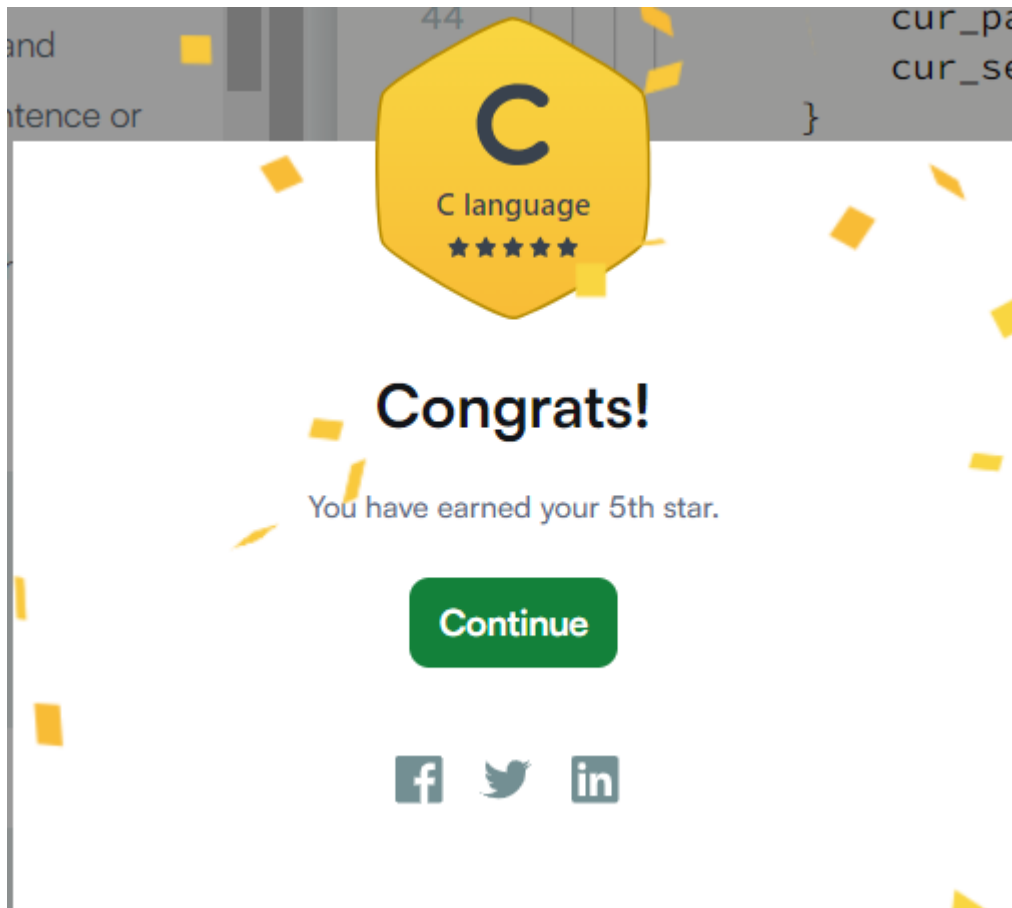 and
44
cur_pa
cur_se
ntence or
}
C
C language
Congrats!
You have earned your 5th star.
Continue